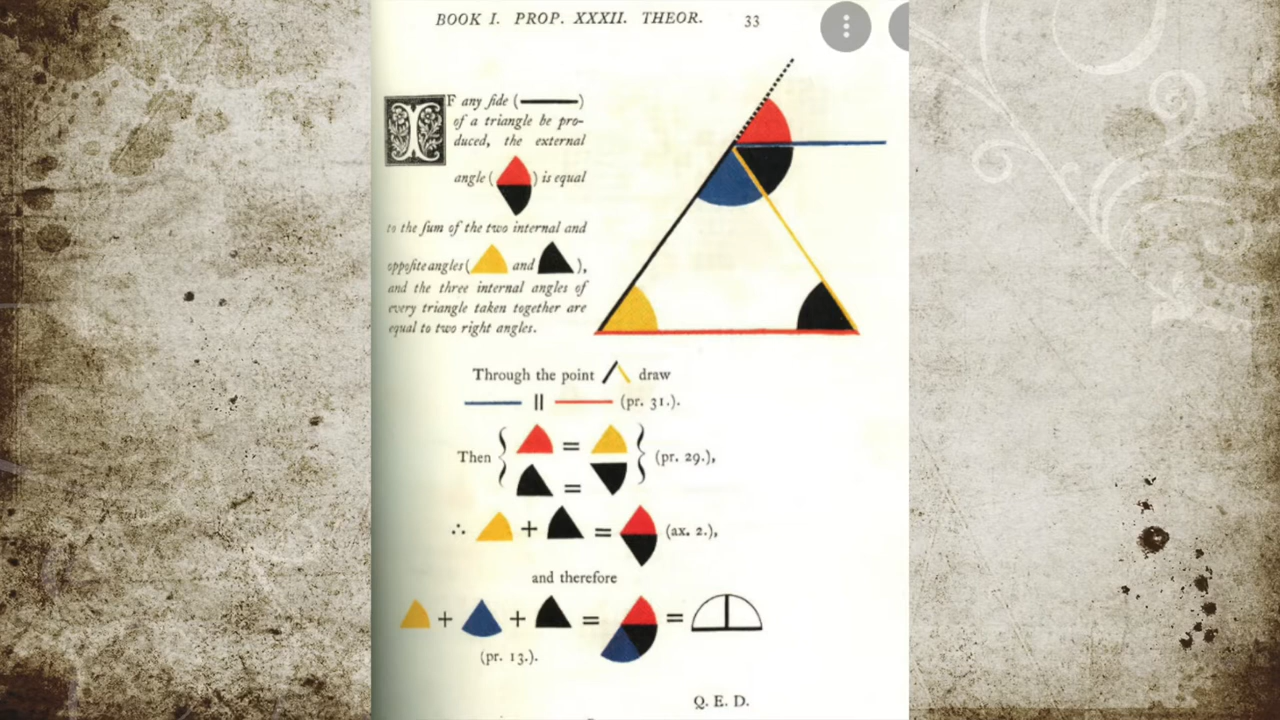 BOOK I. PROP. XXXII. THEOR. 33
IF any ſide ( )
of a triangle be pro-
duced, the external
angle ( ) is equal
to the ſum of the two internal and
oppoſite angles ( and ),
and the three internal angles of
every triangle taken together are
equal to two right angles.
Through the point draw
|| (pr. 31.).
Then { = } (pr. 29.),
=
∴ + = (ax. 2.),
and therefore
+ + = =
(pr. 13.).
Q. E. D.